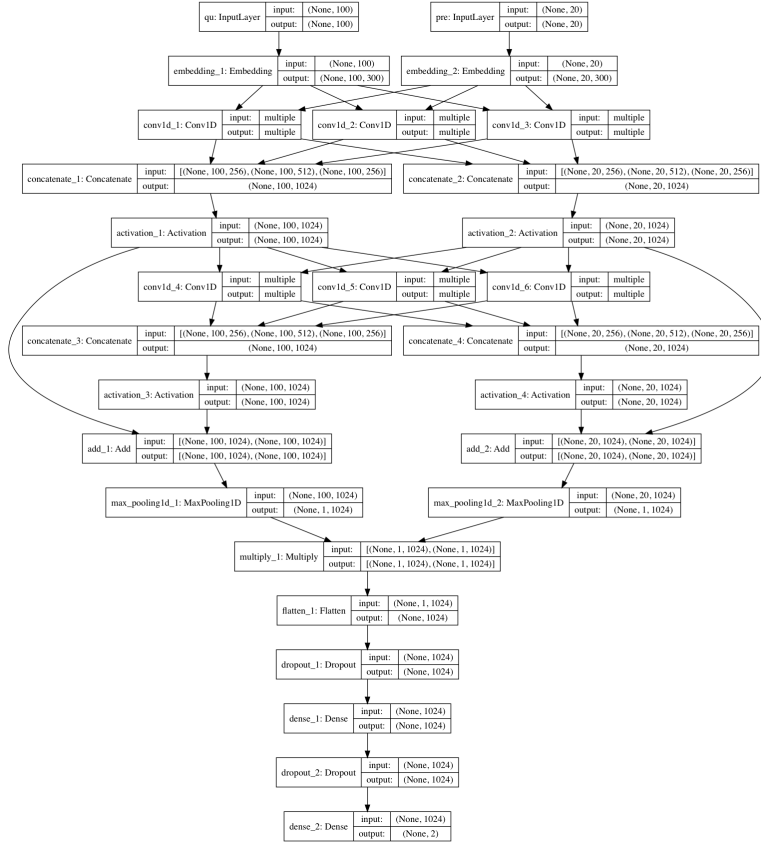 qu: InputLayer input: (None, 100) output: (None, 100)
pre: InputLayer input: (None, 20) output: (None, 20)
embedding_1: Embedding input: (None, 100) output: (None, 100, 300)
embedding_2: Embedding input: (None, 20) output: (None, 20, 300)
conv1d_1: Conv1D input: multiple output: multiple
conv1d_2: Conv1D input: multiple output: multiple
conv1d_3: Conv1D input: multiple output: multiple
concatenate_1: Concatenate input: [(None, 100, 256), (None, 100, 512), (None, 100, 256)] output: (None, 100, 1024)
concatenate_2: Concatenate input: [(None, 20, 256), (None, 20, 512), (None, 20, 256)] output: (None, 20, 1024)
activation_1: Activation input: (None, 100, 1024) output: (None, 100, 1024)
activation_2: Activation input: (None, 20, 1024) output: (None, 20, 1024)
conv1d_4: Conv1D input: multiple output: multiple
conv1d_5: Conv1D input: multiple output: multiple
conv1d_6: Conv1D input: multiple output: multiple
concatenate_3: Concatenate input: [(None, 100, 256), (None, 100, 512), (None, 100, 256)] output: (None, 100, 1024)
concatenate_4: Concatenate input: [(None, 20, 256), (None, 20, 512), (None, 20, 256)] output: (None, 20, 1024)
activation_3: Activation input: (None, 100, 1024) output: (None, 100, 1024)
activation_4: Activation input: (None, 20, 1024) output: (None, 20, 1024)
add_1: Add input: [(None, 100, 1024), (None, 100, 1024)] output: [(None, 100, 1024), (None, 100, 1024)]
add_2: Add input: [(None, 20, 1024), (None, 20, 1024)] output: [(None, 20, 1024), (None, 20, 1024)]
max_pooling1d_1: MaxPooling1D input: (None, 100, 1024) output: (None, 1, 1024)
max_pooling1d_2: MaxPooling1D input: (None, 20, 1024) output: (None, 1, 1024)
multiply_1: Multiply input: [(None, 1, 1024), (None, 1, 1024)] output: [(None, 1, 1024), (None, 1, 1024)]
flatten_1: Flatten input: (None, 1, 1024) output: (None, 1024)
dropout_1: Dropout input: (None, 1024) output: (None, 1024)
dense_1: Dense input: (None, 1024) output: (None, 1024)
dropout_2: Dropout input: (None, 1024) output: (None, 1024)
dense_2: Dense input: (None, 1024) output: (None, 2)